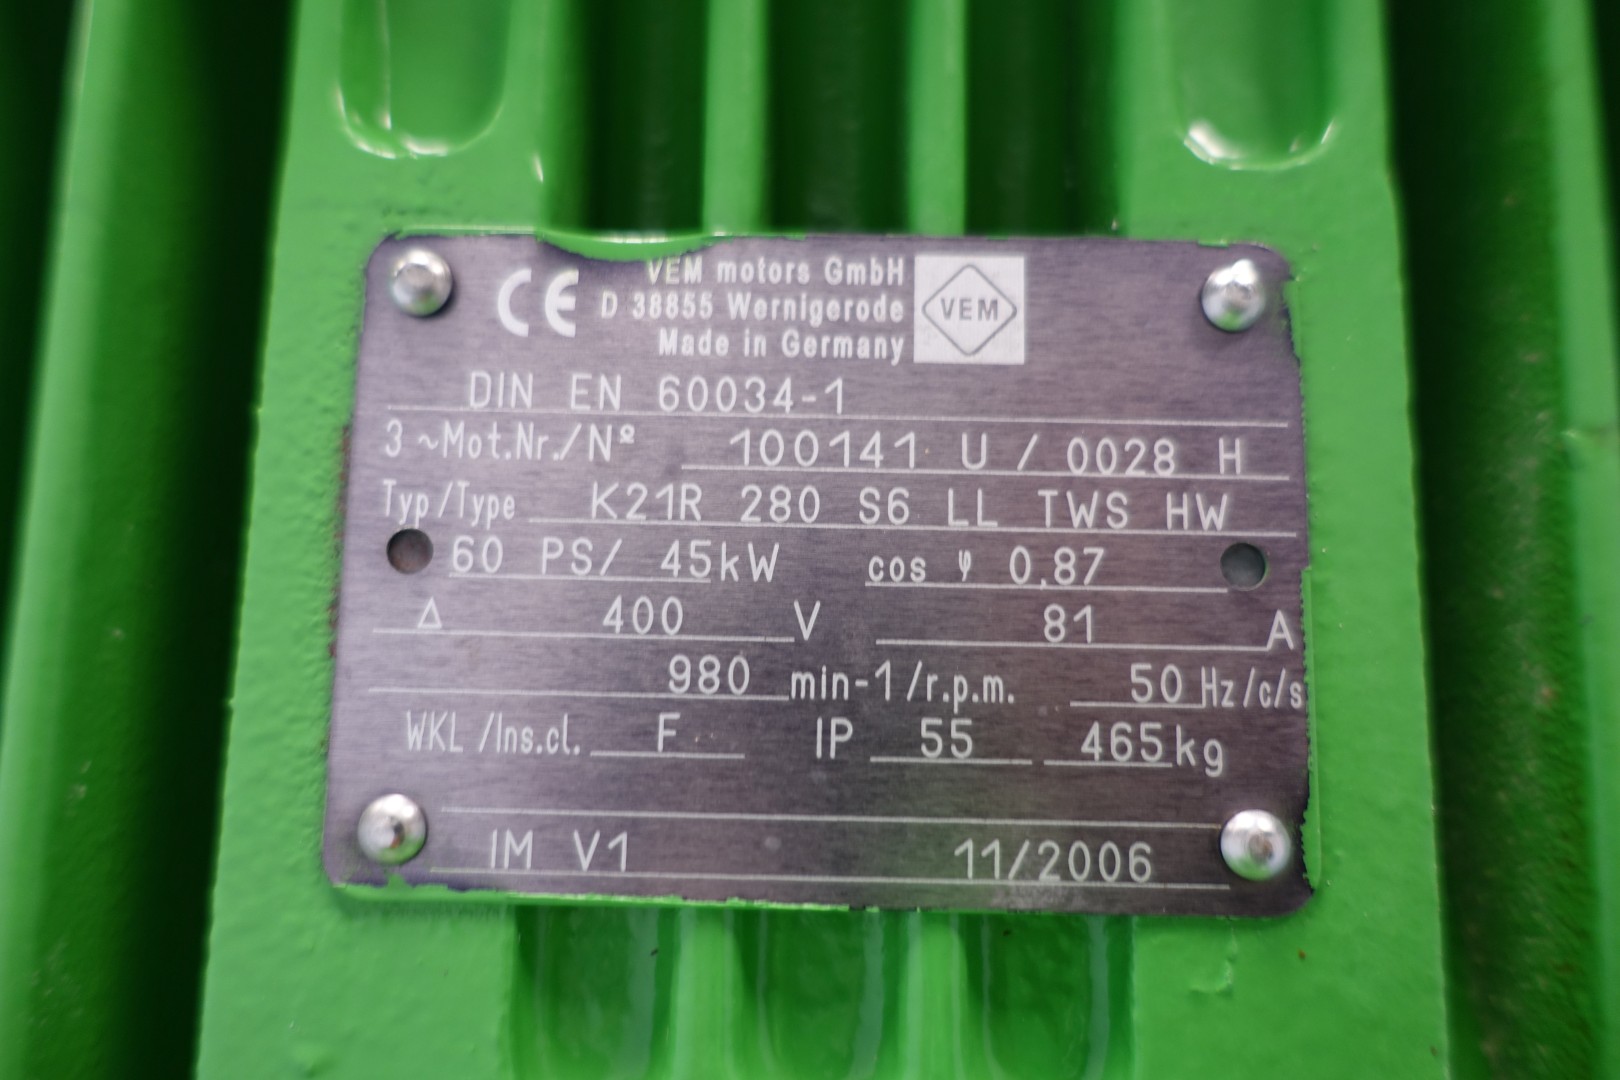 CE
VEM motors GmbH
D 38855 Wernigerode
Made in Germany
VEM
DIN EN 60034-1
3 ~Mot.Nr./Nº 100141 U / 0028 H
Typ/Type K21R 280 S6 LL TWS HW
60 PS/ 45kW cos φ 0,87
Δ 400 V 81 A
980 min-1/r.p.m. 50 Hz/c/s
WKL/Ins.cl. F IP 55 465kg
IM V1 11/2006